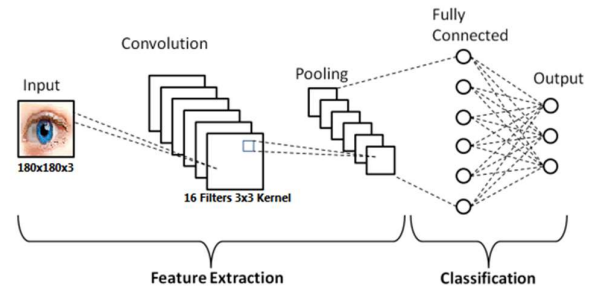 Fully
Connected
Convolution
Pooling
Output
Input
180x180x3
16 Filters 3x3 Kernel
Feature Extraction
Classification